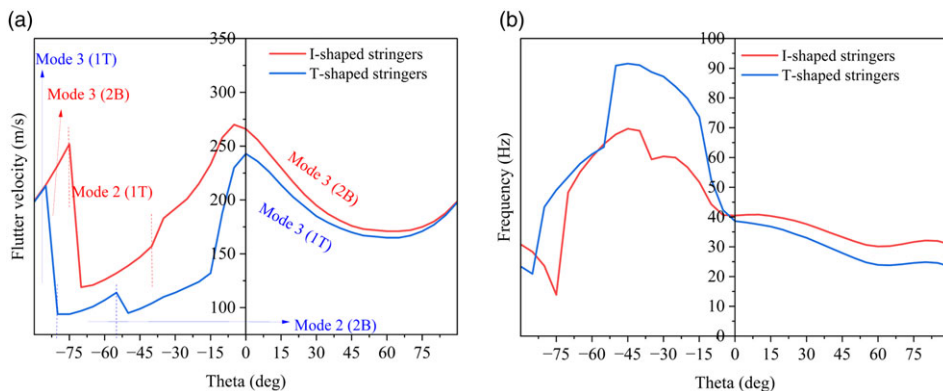 (a)
Mode 3 (1T)
Mode 3 (2B)
Mode 2 (1T)
Mode 3 (2B)
Mode 3 (1T)
Mode 2 (2B)
I-shaped stringers
T-shaped stringers
Flutter velocity (m/s)
350
300
250
200
150
100
50
−75 −60 −45 −30 −15 0 15 30 45 60 75
Theta (deg)
(b)
I-shaped stringers
T-shaped stringers
Frequency (Hz)
100
90
80
70
60
50
40
30
20
10
0
−75 −60 −45 −30 −15 0 15 30 45 60 75
Theta (deg)